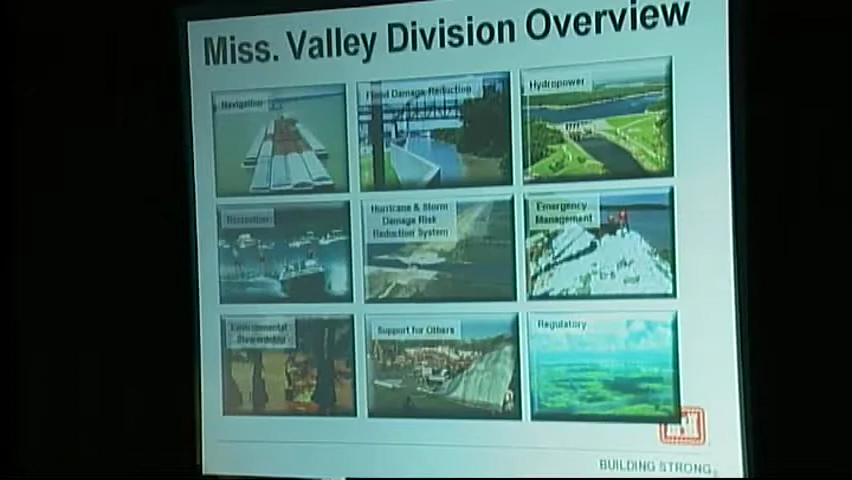 Miss. Valley Division Overview
Navigation
Flood Damage Reduction
Hydropower
Recreation
Hurricane & Storm
Damage Risk
Reduction System
Emergency
Management
Environmental
Stewardship
Support for Others
Regulatory
BUILDING STRONG®